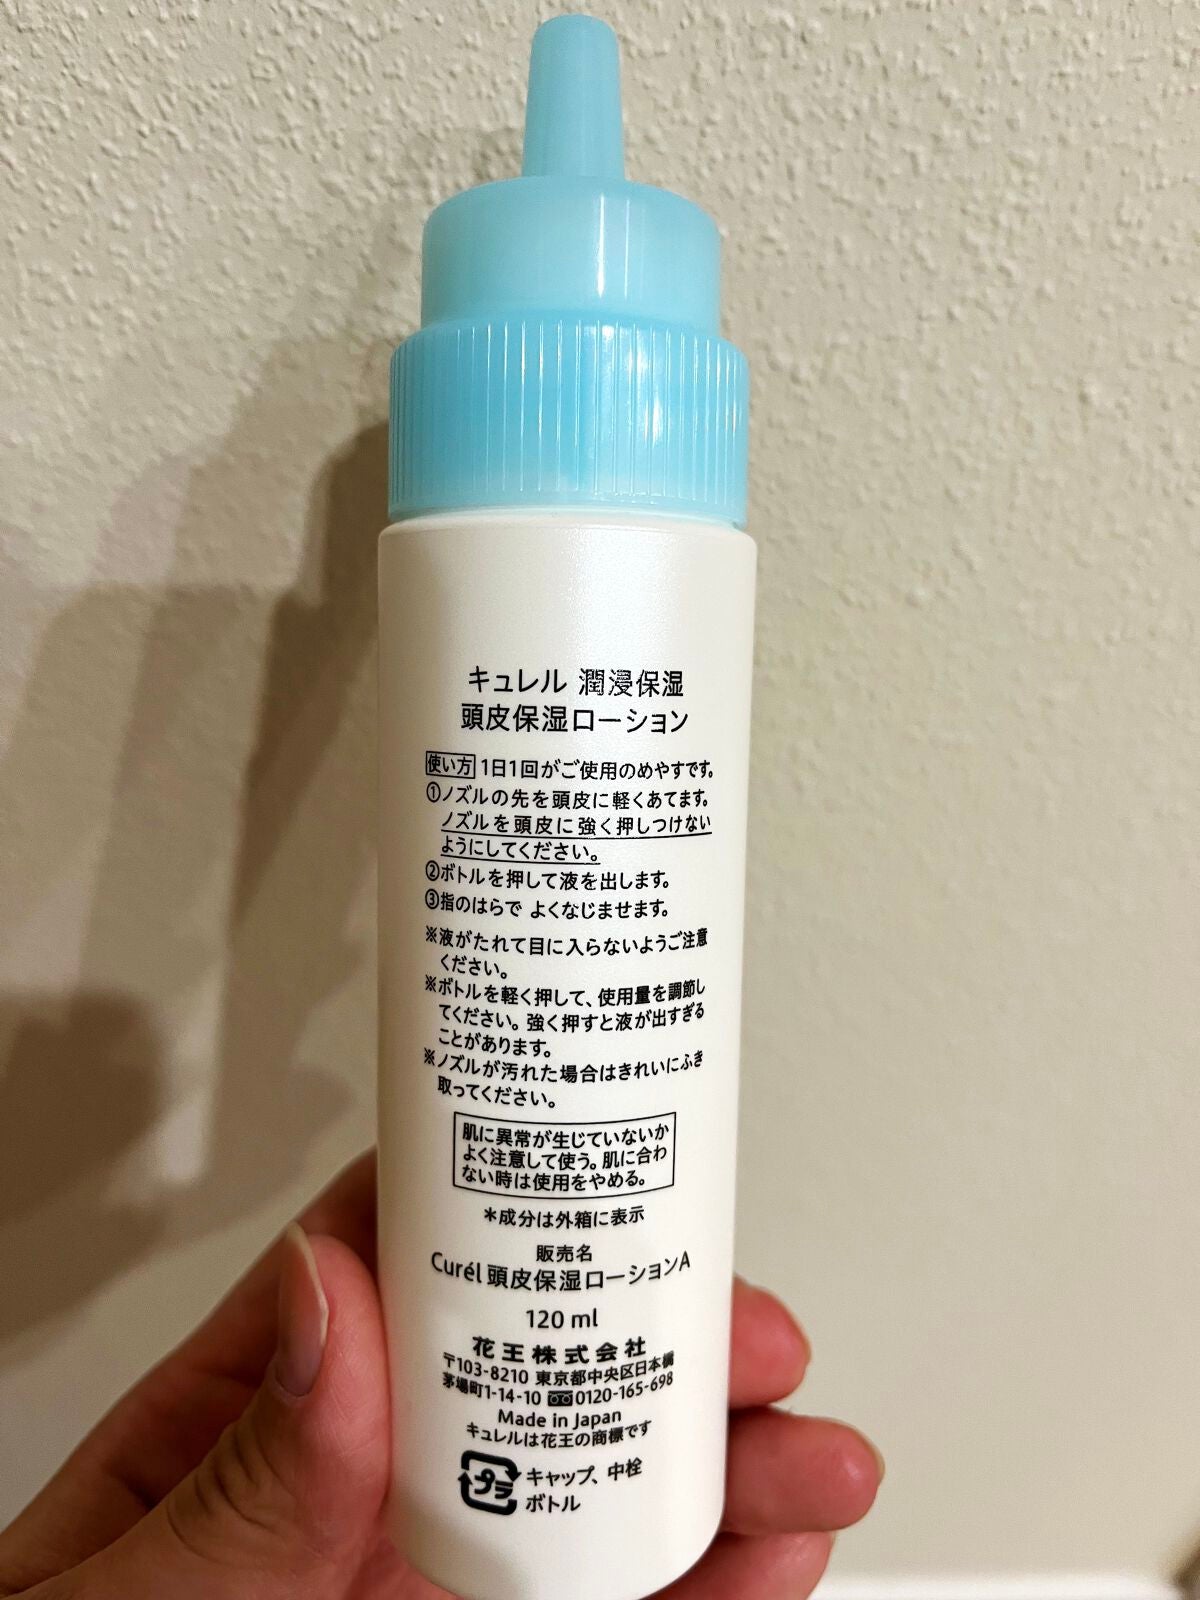 キュレル 潤浸保湿
頭皮保湿ローション
使い方 1日1回がご使用のめやすです。
①ノズルの先を頭皮に軽くあてます。
ノズルを頭皮に強く押しつけない
ようにしてください。
②ボトルを押して液を出します。
③指のはらで よくなじませます。
※液がたれて目に入らないようご注意
ください。
※ボトルを軽く押して、使用量を調節し
てください。強く押すと液が出すぎる
ことがあります。
※ノズルが汚れた場合はきれいにふき
取ってください。
肌に異常が生じていないか
よく注意して使う。肌に合わ
ない時は使用をやめる。
＊成分は外箱に表示
販売名
Curél 頭皮保湿ローションA
120 ml
花王株式会社
〒103-8210 東京都中央区日本橋
茅場町1-14-10 0120-165-698
Made in Japan
キュレルは花王の商標です
プラ キャップ、中栓
ボトル